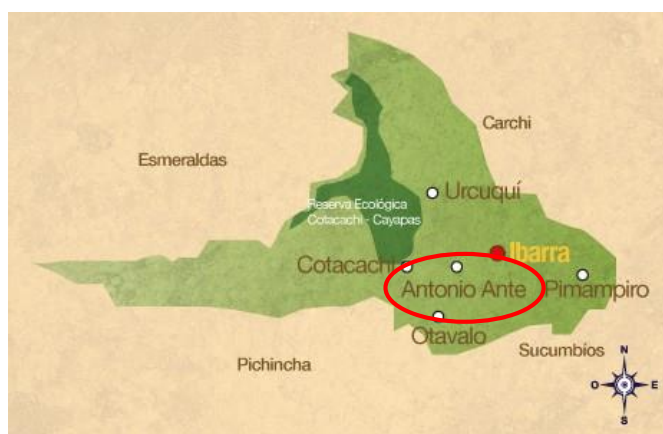 Carchi
Esmeraldas
Urcuquí
Reserva Ecológica
Cotacachi - Cayapas
Ibarra
Cotacachi
Antonio Ante
Pimampiro
Otavalo
Sucumbíos
Pichincha
N
O
E
S